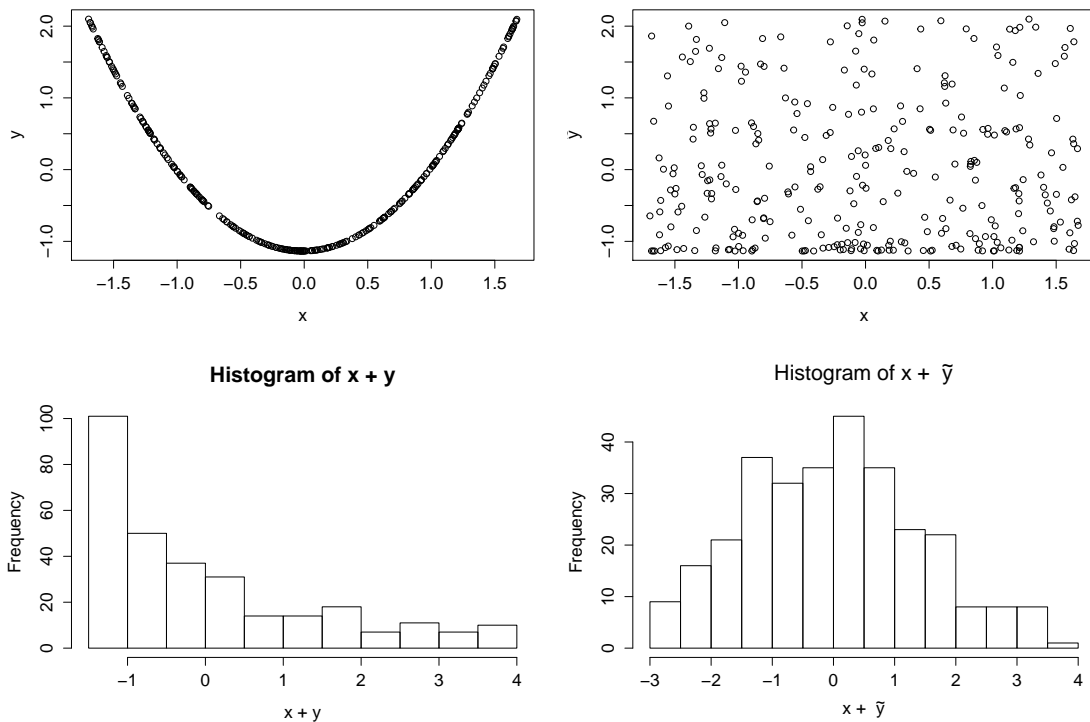 2.0
1.0
0.0
−1.0
y
−1.5 −1.0 −0.5 0.0 0.5 1.0 1.5
x
2.0
1.0
0.0
−1.0
ỹ
−1.5 −1.0 −0.5 0.0 0.5 1.0 1.5
x
Histogram of x + y
100
80
60
40
20
0
Frequency
−1 0 1 2 3 4
x + y
Histogram of x + ỹ
40
30
20
10
0
Frequency
−3 −2 −1 0 1 2 3 4
x + ỹ